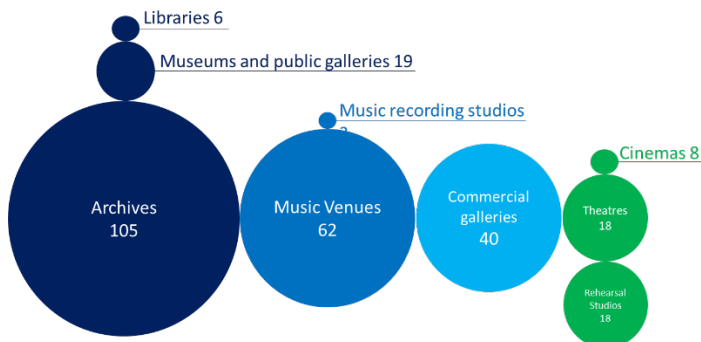 Libraries 6
Museums and public galleries 19
Music recording studios
Cinemas 8
Archives
105
Music Venues
62
Commercial
galleries
40
Theatres
18
Rehearsal
Studios
18